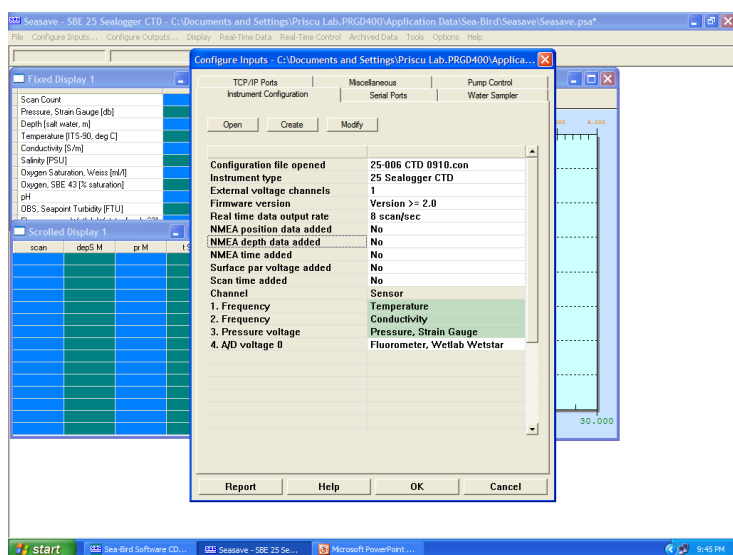 Seasave - SBE 25 Sealogger CTD - C:\Documents and Settings\Priscu Lab.PRGD400\Application Data\Sea-Bird\Seasave\Seasave.psa*
File Configure Inputs... Configure Outputs... Display Real-Time Data Real-Time Control Archived Data Tools Options Help
Fixed Display 1
Scan Count
Pressure, Strain Gauge [db]
Depth [salt water, m]
Temperature [ITS-90, deg C]
Conductivity [S/m]
Salinity [PSU]
Oxygen Saturation, Weiss [ml/l]
Oxygen, SBE 43 [% saturation]
pH
OBS, Seapoint Turbidity [FTU]
Scrolled Display 1
scan depS M pr M t S
Configure Inputs - C:\Documents and Settings\Priscu Lab.PRGD400\Applica...
TCP/IP Ports Miscellaneous Pump Control
Instrument Configuration Serial Ports Water Sampler
Open Create Modify
Configuration file opened 25-006 CTD 0910.con
Instrument type 25 Sealogger CTD
External voltage channels 1
Firmware version Version >= 2.0
Real time data output rate 8 scan/sec
NMEA position data added No
NMEA depth data added No
NMEA time added No
Surface par voltage added No
Scan time added No
Channel Sensor
1. Frequency Temperature
2. Frequency Conductivity
3. Pressure voltage Pressure, Strain Gauge
4. A/D voltage 0 Fluorometer, Wetlab Wetstar
Report Help OK Cancel
30.000
start Sea-Bird Software CD... Seasave - SBE 25 Se... Microsoft PowerPoint ... 9:45 PM